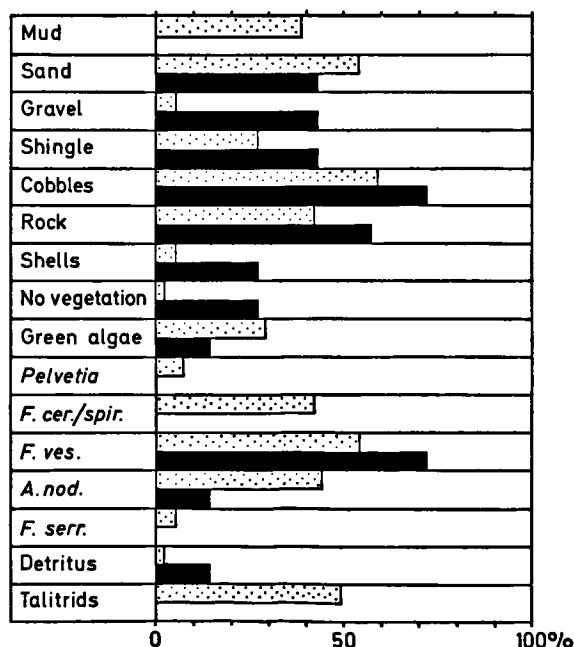 Mud
Sand
Gravel
Shingle
Cobbles
Rock
Shells
No vegetation
Green algae
Pelvetia
F. cer./spir.
F. ves.
A. nod.
F. serr.
Detritus
Talitrids
0 50 100%